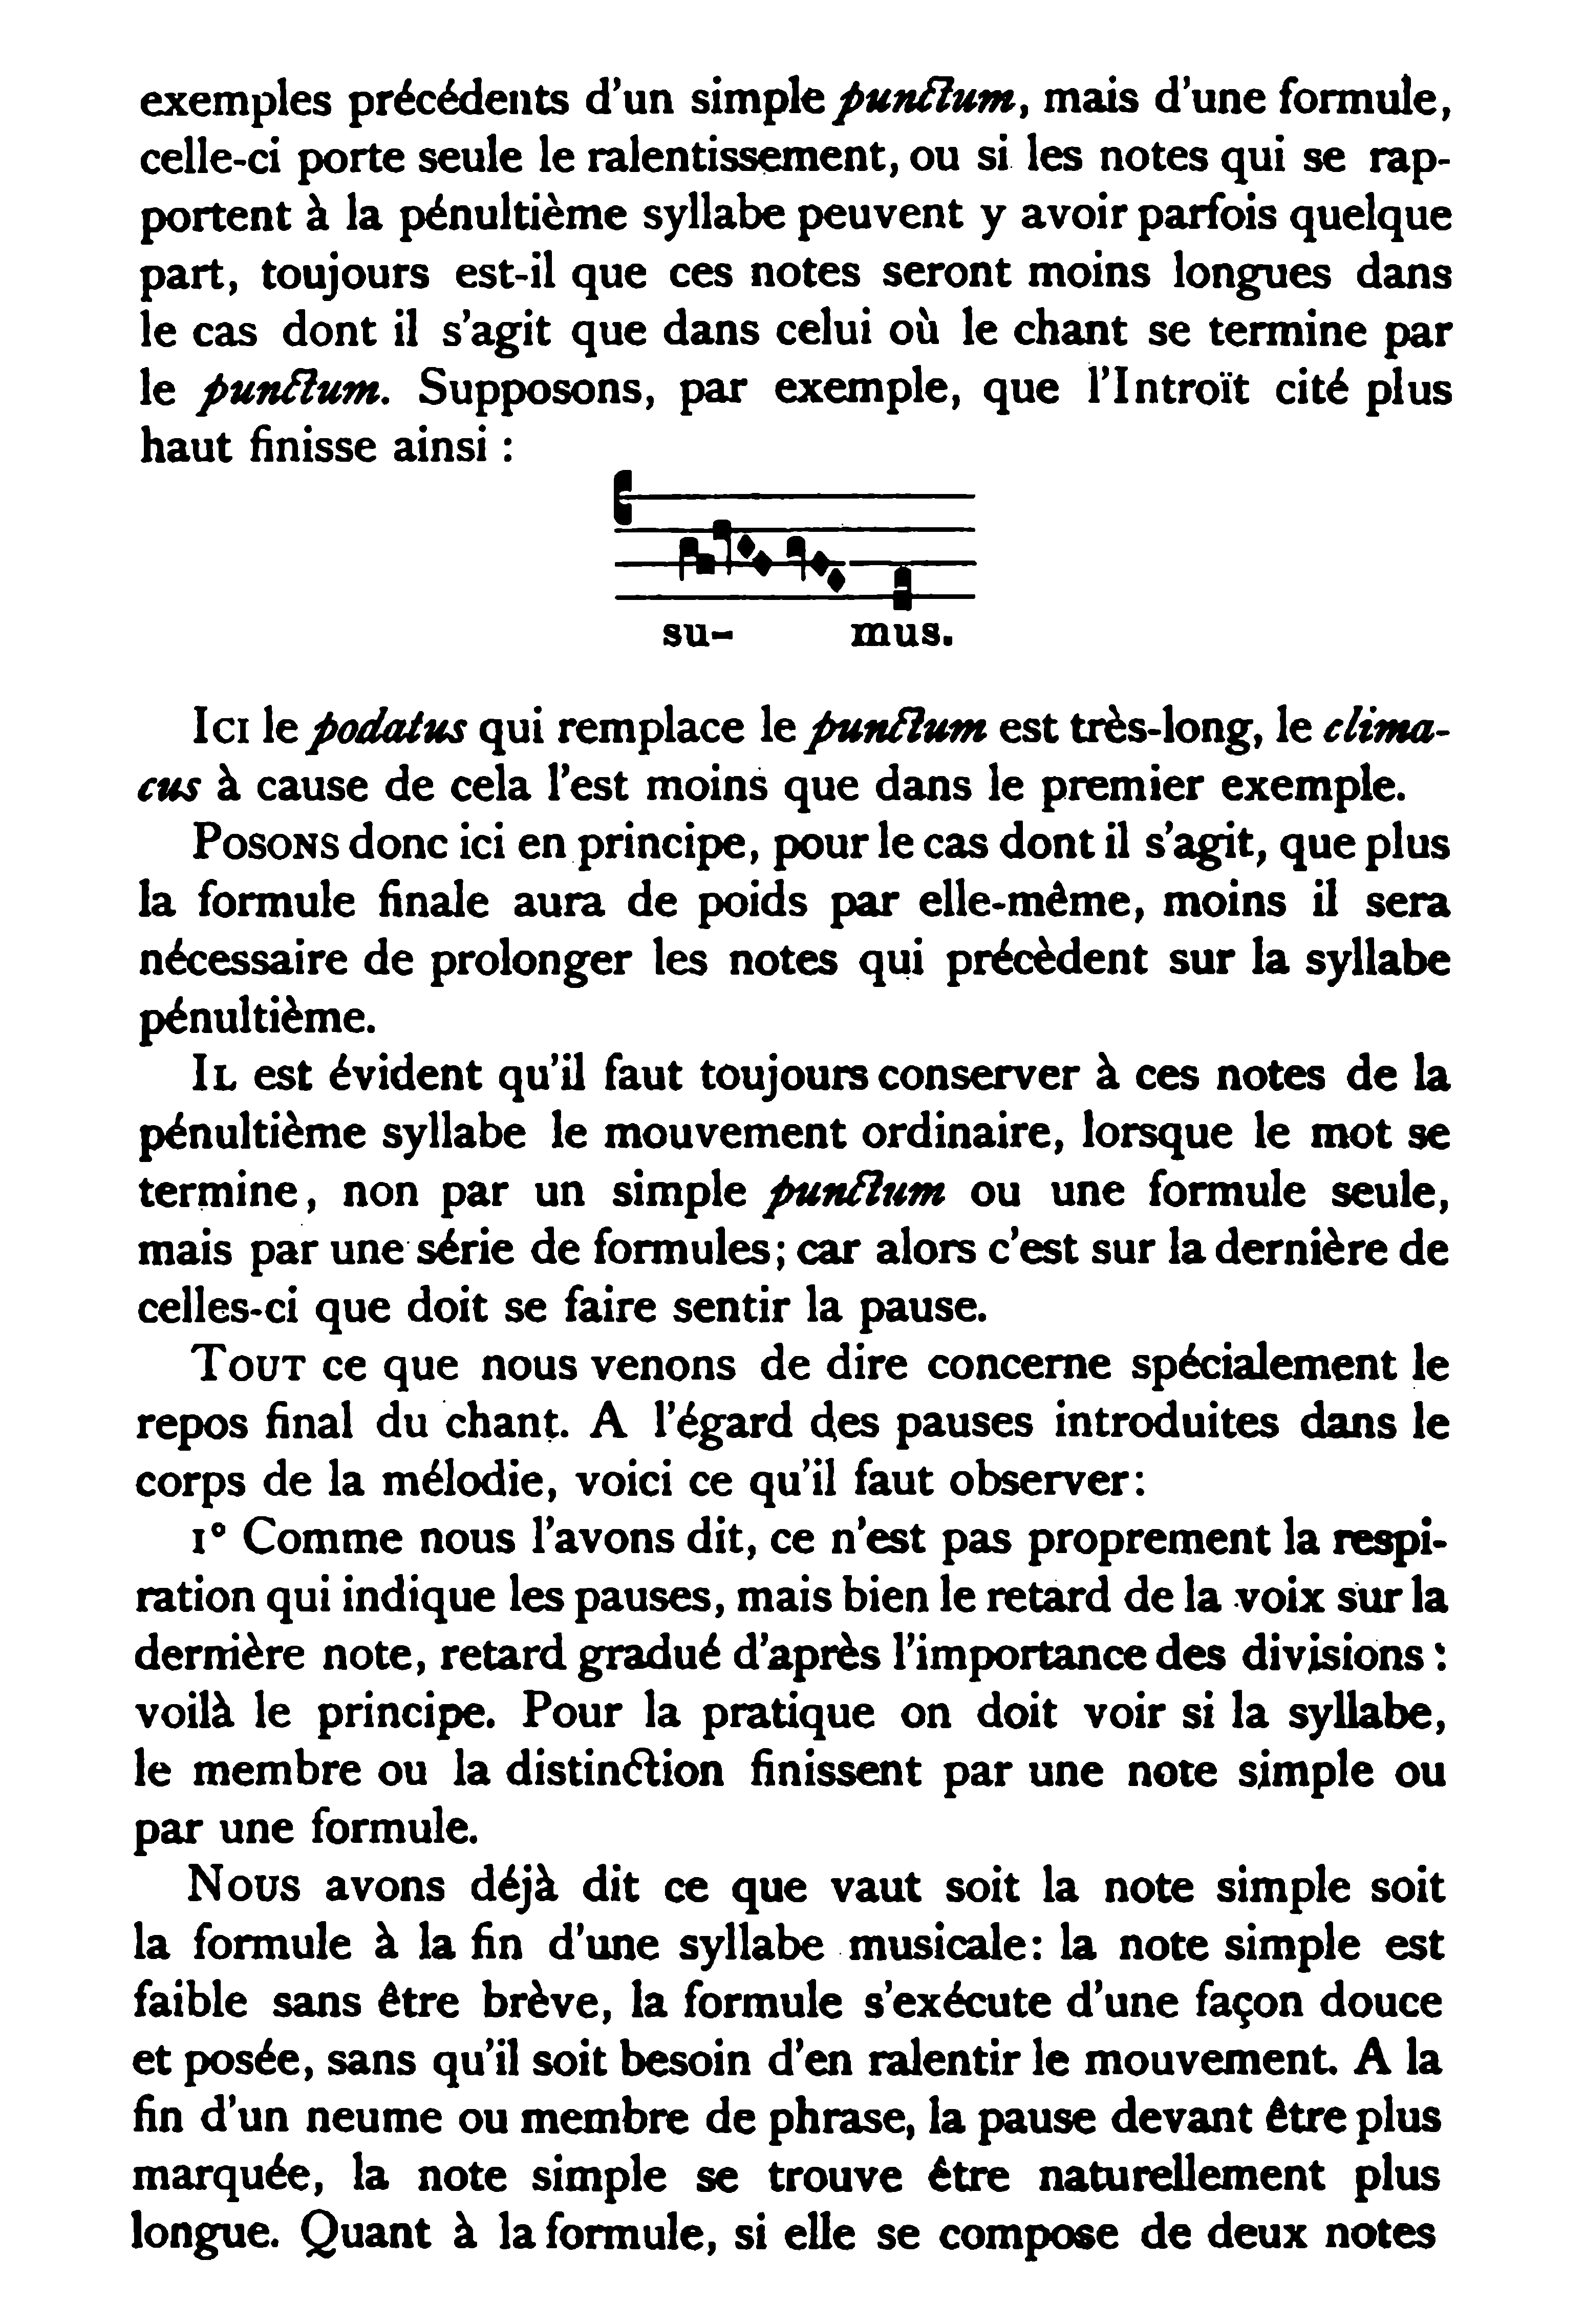 exemples précédents d'un simple punctum, mais d'une formule,
celle-ci porte seule le ralentissement, ou si les notes qui se rap-
portent à la pénultième syllabe peuvent y avoir parfois quelque
part, toujours est-il que ces notes seront moins longues dans
le cas dont il s'agit que dans celui où le chant se termine par
le punctum. Supposons, par exemple, que l'Introït cité plus
haut finisse ainsi :
su- mus.
Ici le podatus qui remplace le punctum est très-long, le clima-
cus à cause de cela l'est moins que dans le premier exemple.
Posons donc ici en principe, pour le cas dont il s'agit, que plus
la formule finale aura de poids par elle-même, moins il sera
nécessaire de prolonger les notes qui précèdent sur la syllabe
pénultième.
Il est évident qu'il faut toujours conserver à ces notes de la
pénultième syllabe le mouvement ordinaire, lorsque le mot se
termine, non par un simple punctum ou une formule seule,
mais par une série de formules; car alors c'est sur la dernière de
celles-ci que doit se faire sentir la pause.
Tout ce que nous venons de dire concerne spécialement le
repos final du chant. A l'égard des pauses introduites dans le
corps de la mélodie, voici ce qu'il faut observer:
1° Comme nous l'avons dit, ce n'est pas proprement la respi-
ration qui indique les pauses, mais bien le retard de la voix sur la
dernière note, retard gradué d'après l'importance des divisions :
voilà le principe. Pour la pratique on doit voir si la syllabe,
le membre ou la distinction finissent par une note simple ou
par une formule.
Nous avons déjà dit ce que vaut soit la note simple soit
la formule à la fin d'une syllabe musicale: la note simple est
faible sans être brève, la formule s'exécute d'une façon douce
et posée, sans qu'il soit besoin d'en ralentir le mouvement. A la
fin d'un neume ou membre de phrase, la pause devant être plus
marquée, la note simple se trouve être naturellement plus
longue. Quant à la formule, si elle se compose de deux notes